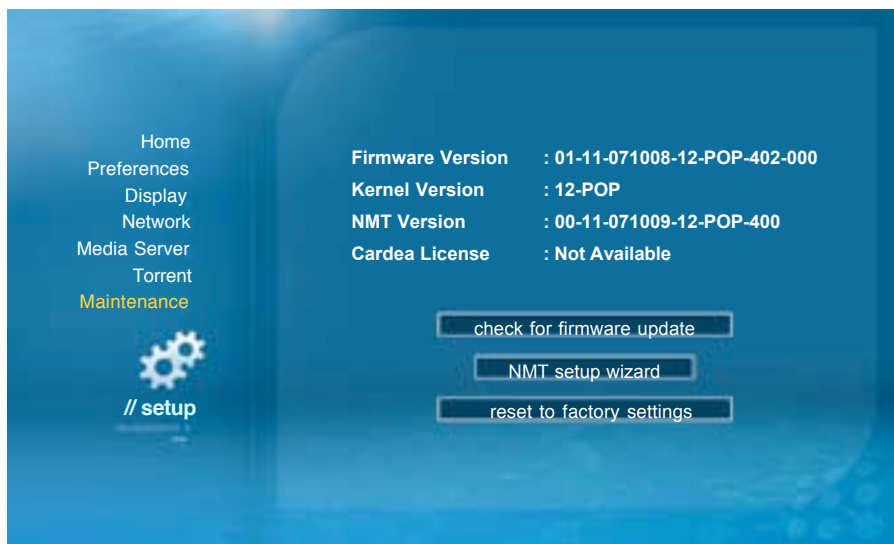 Home
Preferences
Display
Network
Media Server
Torrent
Maintenance
// setup
Firmware Version : 01-11-071008-12-POP-402-000
Kernel Version : 12-POP
NMT Version : 00-11-071009-12-POP-400
Cardea License : Not Available
check for firmware update
NMT setup wizard
reset to factory settings